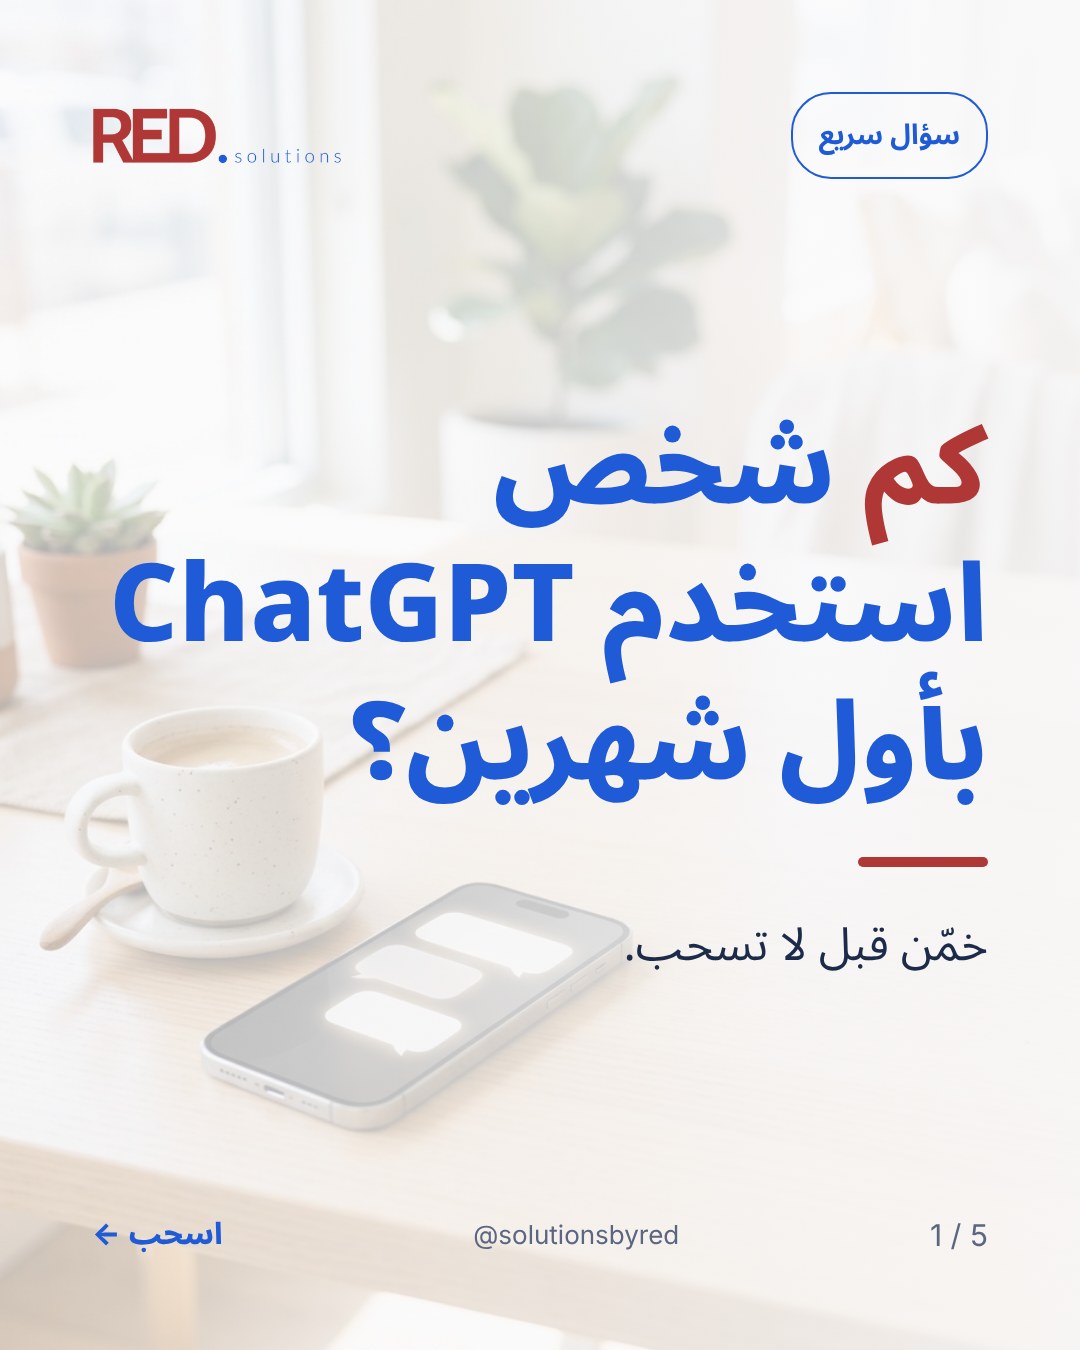 RED.solutions
سؤال سريع
كم شخص
استخدم ChatGPT
بأول شهرين؟
خمّن قبل لا تسحب.
اسحب ←
@solutionsbyred
1 / 5